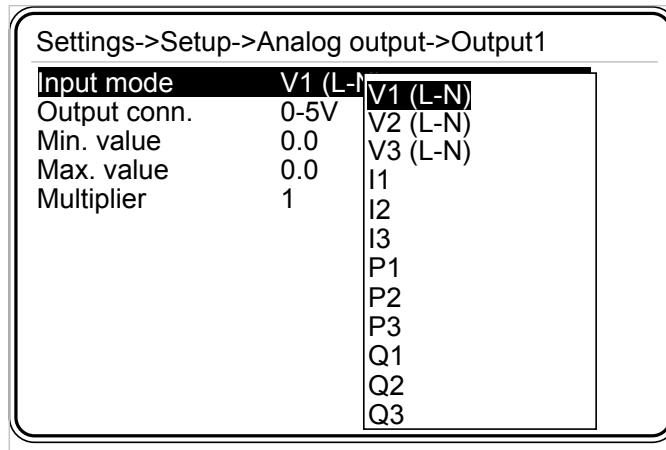 Settings->Setup->Analog output->Output1
Input mode V1 (L-N
Output conn. 0-5V
Min. value 0.0
Max. value 0.0
Multiplier 1
V1 (L-N)
V2 (L-N)
V3 (L-N)
I1
I2
I3
P1
P2
P3
Q1
Q2
Q3